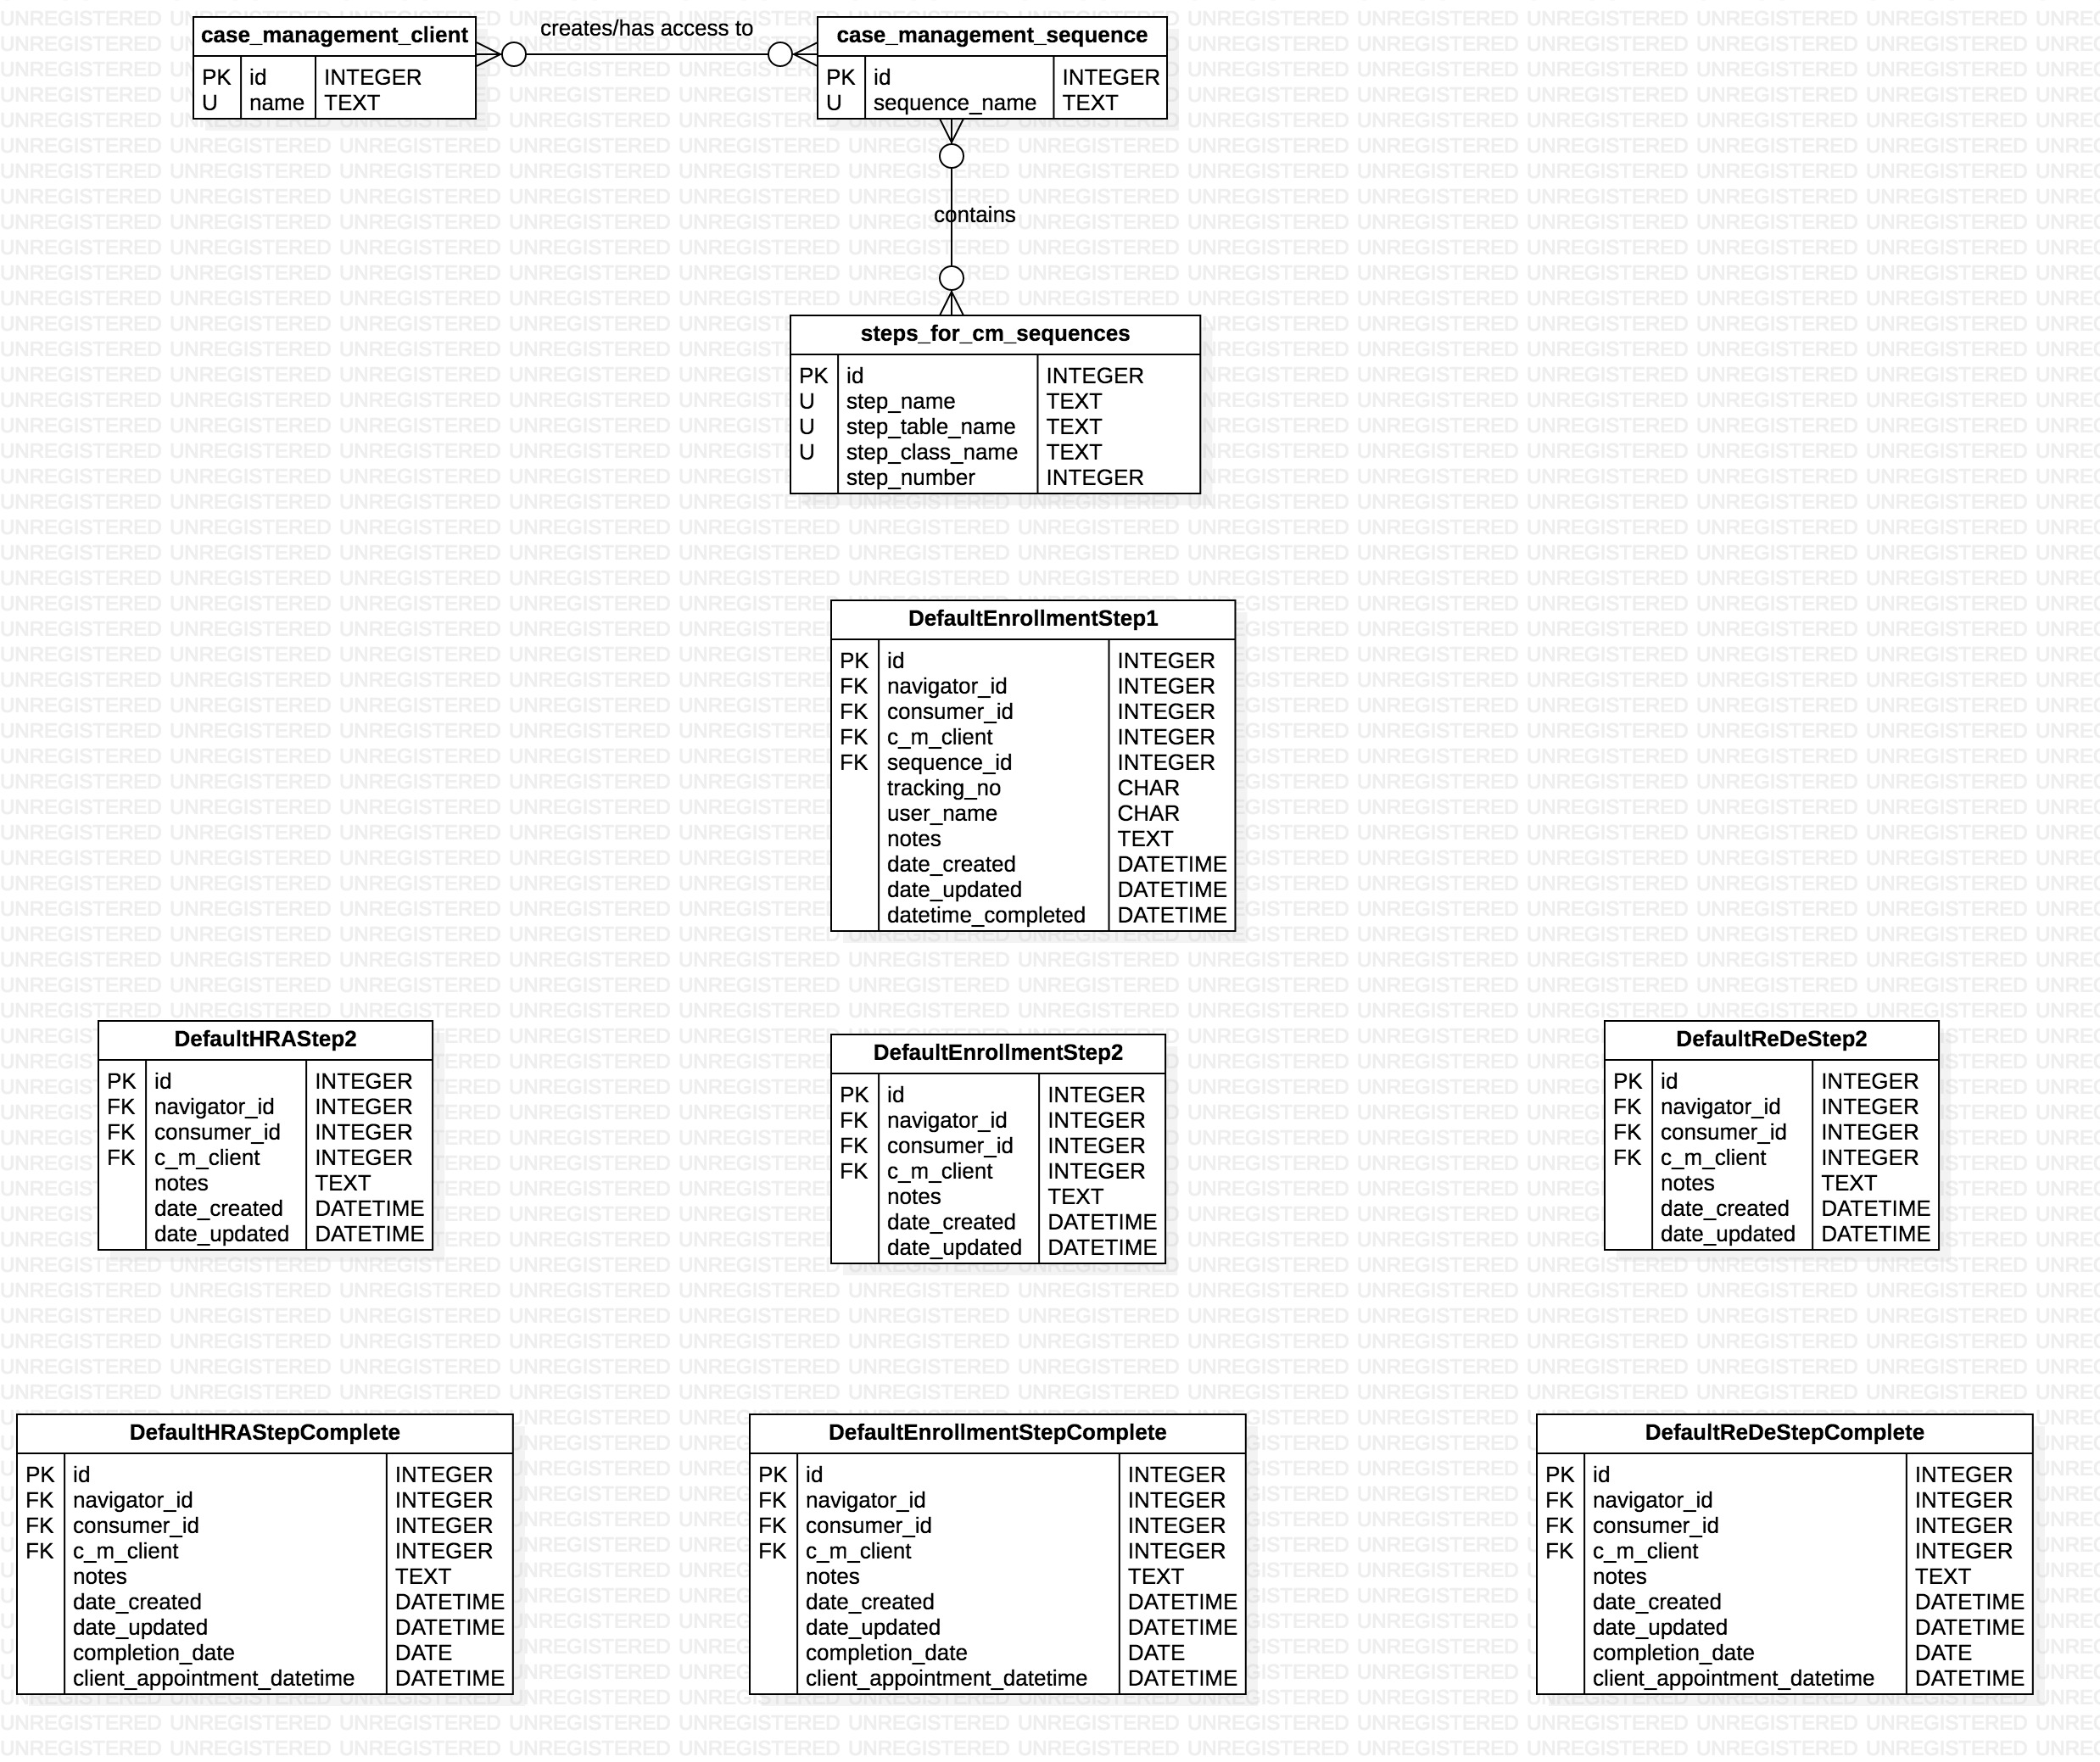 case_management_client
PK id INTEGER
U name TEXT
creates/has access to
case_management_sequence
PK id INTEGER
U sequence_name TEXT
contains
steps_for_cm_sequences
PK id INTEGER
U step_name TEXT
U step_table_name TEXT
U step_class_name TEXT
step_number INTEGER
DefaultEnrollmentStep1
PK id INTEGER
FK navigator_id INTEGER
FK consumer_id INTEGER
FK c_m_client INTEGER
FK sequence_id INTEGER
tracking_no CHAR
user_name CHAR
notes TEXT
date_created DATETIME
date_updated DATETIME
datetime_completed DATETIME
DefaultHRAStep2
PK id INTEGER
FK navigator_id INTEGER
FK consumer_id INTEGER
FK c_m_client INTEGER
notes TEXT
date_created DATETIME
date_updated DATETIME
DefaultEnrollmentStep2
PK id INTEGER
FK navigator_id INTEGER
FK consumer_id INTEGER
FK c_m_client INTEGER
notes TEXT
date_created DATETIME
date_updated DATETIME
DefaultReDeStep2
PK id INTEGER
FK navigator_id INTEGER
FK consumer_id INTEGER
FK c_m_client INTEGER
notes TEXT
date_created DATETIME
date_updated DATETIME
DefaultHRAStepComplete
PK id INTEGER
FK navigator_id INTEGER
FK consumer_id INTEGER
FK c_m_client INTEGER
notes TEXT
date_created DATETIME
date_updated DATETIME
completion_date DATE
client_appointment_datetime DATETIME
DefaultEnrollmentStepComplete
PK id INTEGER
FK navigator_id INTEGER
FK consumer_id INTEGER
FK c_m_client INTEGER
notes TEXT
date_created DATETIME
date_updated DATETIME
completion_date DATE
client_appointment_datetime DATETIME
DefaultReDeStepComplete
PK id INTEGER
FK navigator_id INTEGER
FK consumer_id INTEGER
FK c_m_client INTEGER
notes TEXT
date_created DATETIME
date_updated DATETIME
completion_date DATE
client_appointment_datetime DATETIME
UNREGISTERED